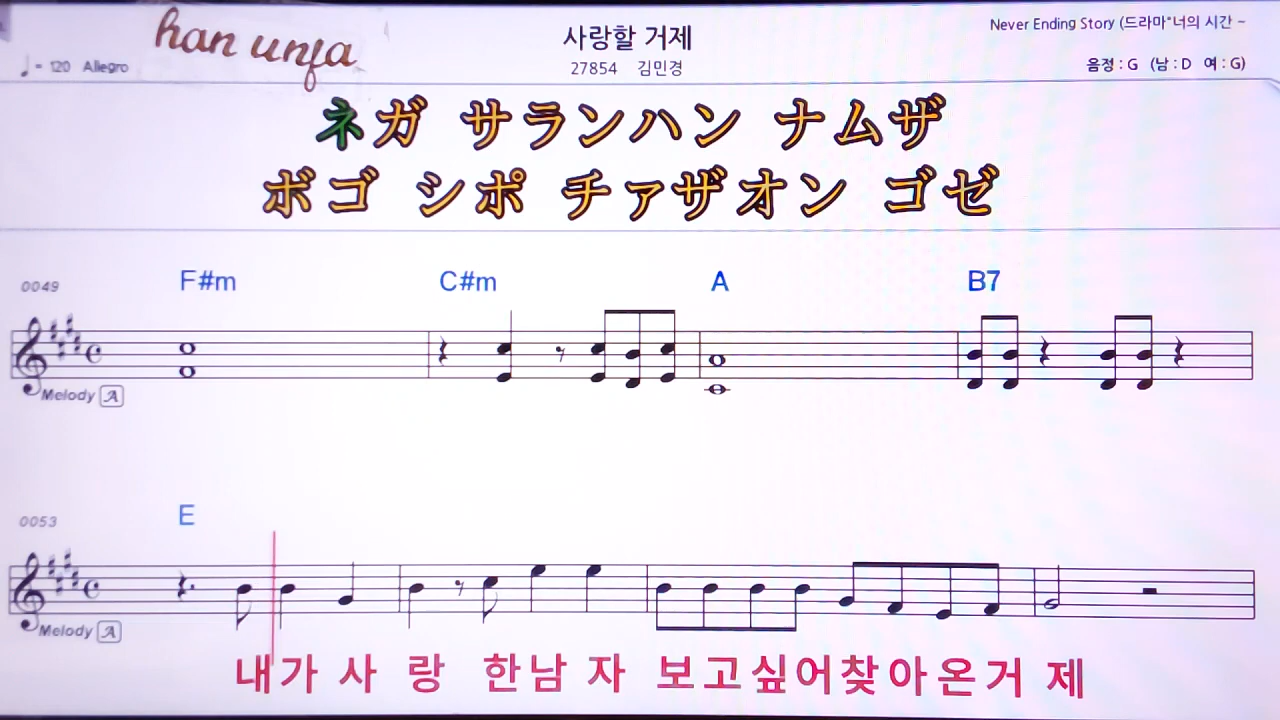 han unfa
사랑할 거제
Never Ending Story (드라마"너의 시간 ~
♩= 120 Allegro
27854 김민경
음정 : G (남 : D 여 : G)
ネガ サランハン ナムザ
ボゴ シポ チァザオン ゴゼ
0049 F#m C#m A B7
Melody A
0053 E
Melody A
내가 사 랑 한남 자 보고싶어찾아온거 제